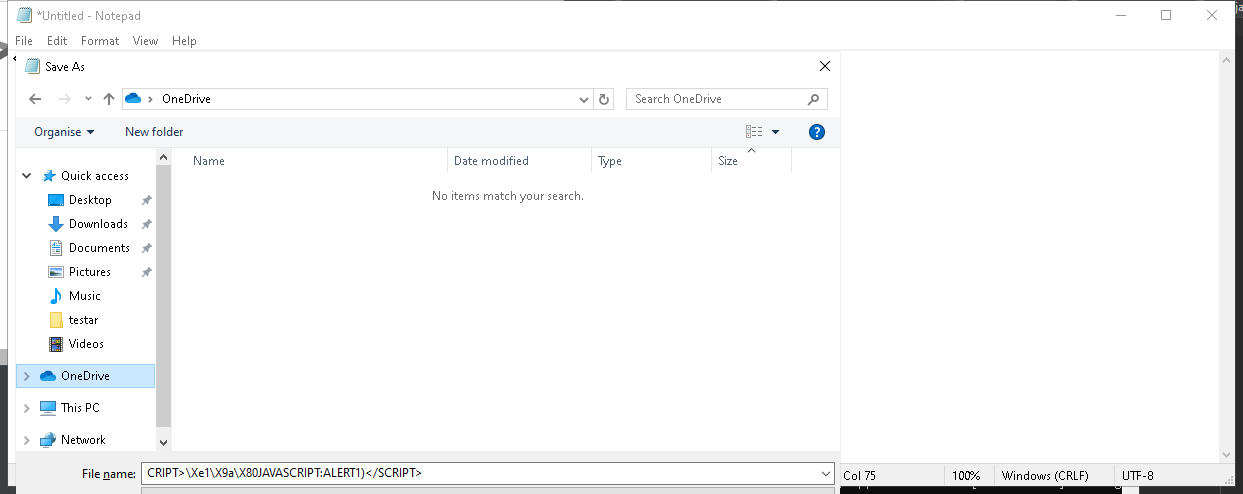 *Untitled - Notepad
File Edit Format View Help
Save As
OneDrive
Search OneDrive
Organise New folder
Name Date modified Type Size
No items match your search.
Quick access
Desktop
Downloads
Documents
Pictures
Music
testar
Videos
OneDrive
This PC
Network
File name: CRIPT>\Xe1\X9a\X80JAVASCRIPT:ALERT1)</SCRIPT>
Col 75 100% Windows (CRLF) UTF-8